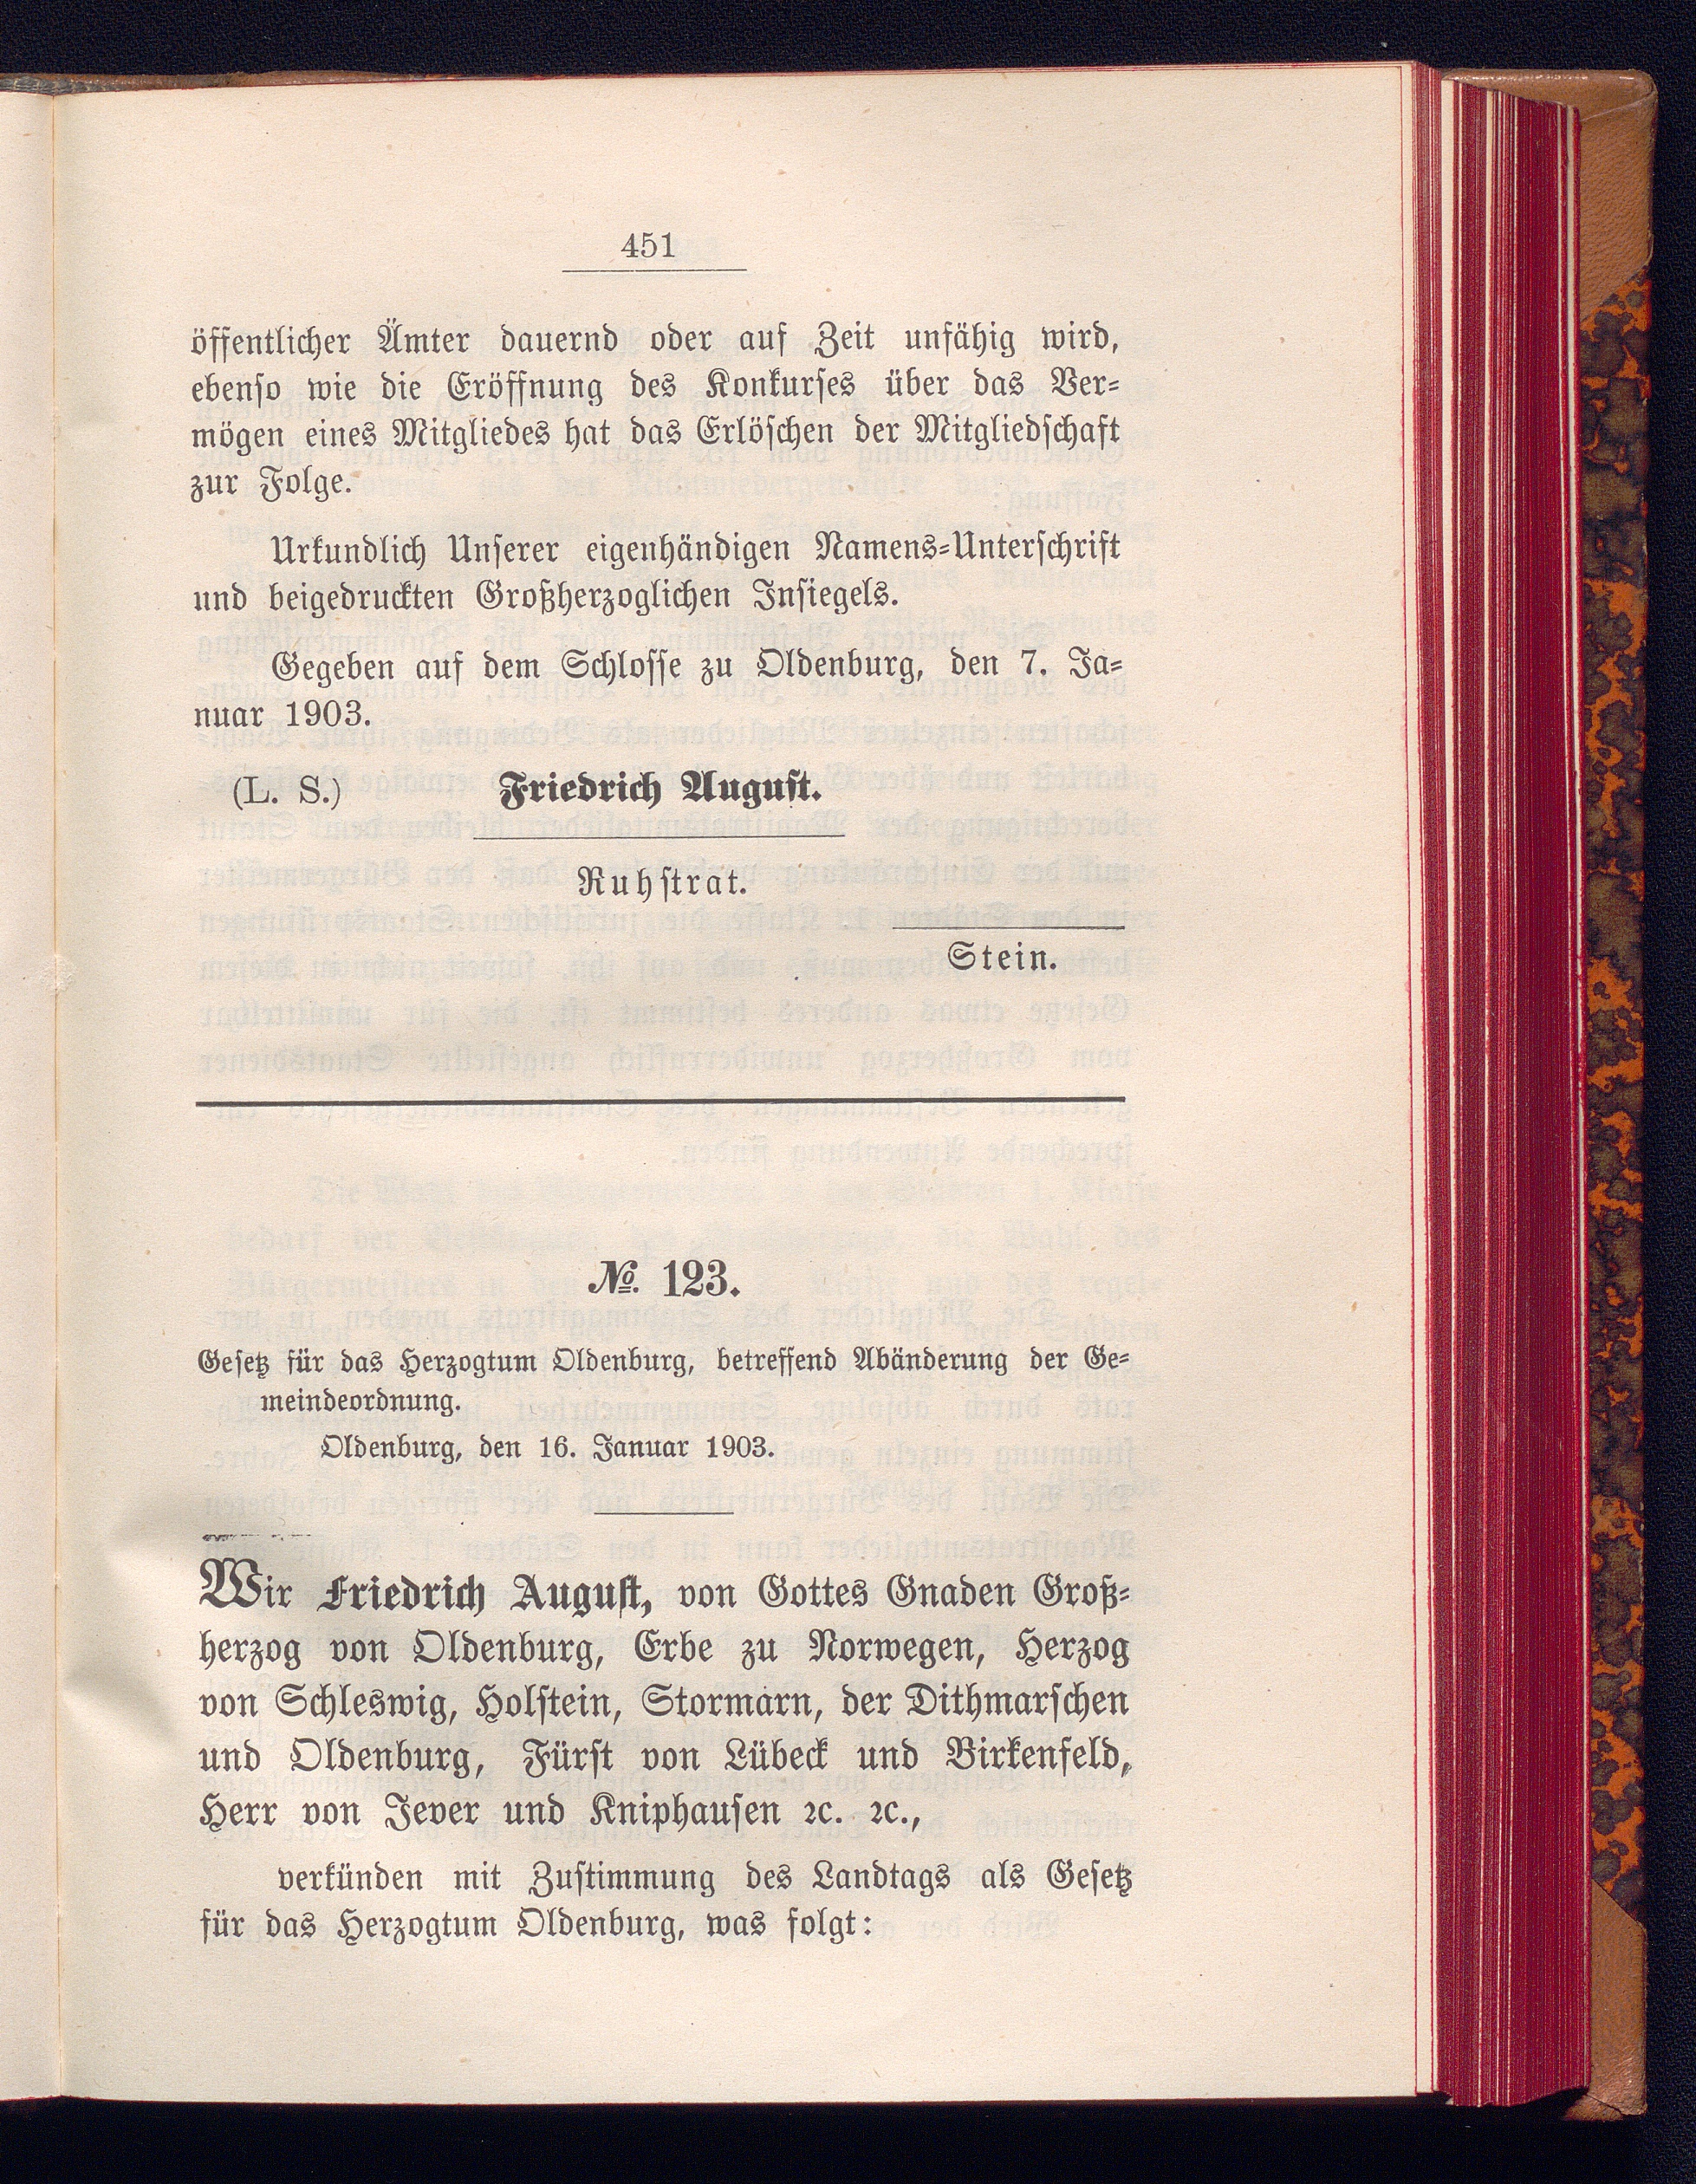 451
öffentlicher Ämter dauernd oder auf Zeit unfähig wird,
ebenso wie die Eröffnung des Konkurses über das Ver-
mögen eines Mitgliedes hat das Erlöschen der Mitgliedschaft
zur Folge.
Urkundlich Unserer eigenhändigen Namens-Unterschrift
und beigedruckten Großherzoglichen Insiegels.
Gegeben auf dem Schlosse zu Oldenburg, den 7. Ja-
nuar 1903.
(L. S.) Friedrich August.
Ruhstrat.
Stein.
№. 123.
Gesetz für das Herzogtum Oldenburg, betreffend Abänderung der Ge-
meindeordnung.
Oldenburg, den 16. Januar 1903.
Wir Friedrich August, von Gottes Gnaden Groß-
herzog von Oldenburg, Erbe zu Norwegen, Herzog
von Schleswig, Holstein, Stormarn, der Dithmarschen
und Oldenburg, Fürst von Lübeck und Birkenfeld,
Herr von Jever und Kniphausen ꝛc. ꝛc.,
verkünden mit Zustimmung des Landtags als Gesetz
für das Herzogtum Oldenburg, was folgt: